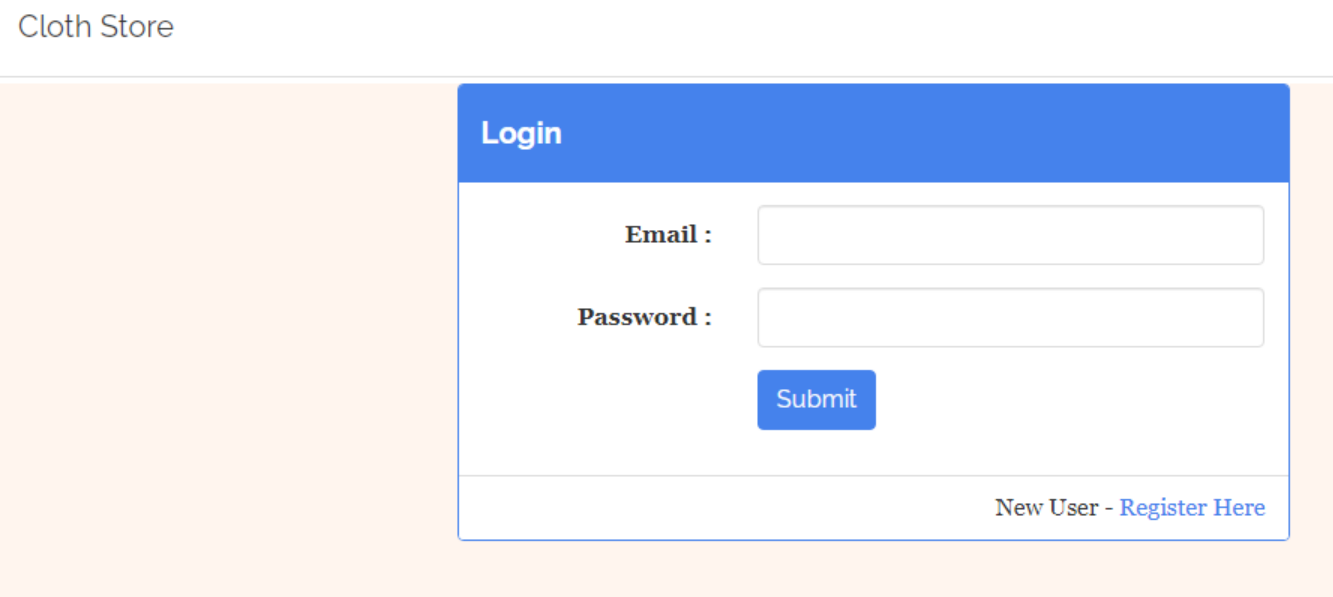 Cloth Store
Login
Email :
Password :
Submit
New User - Register Here